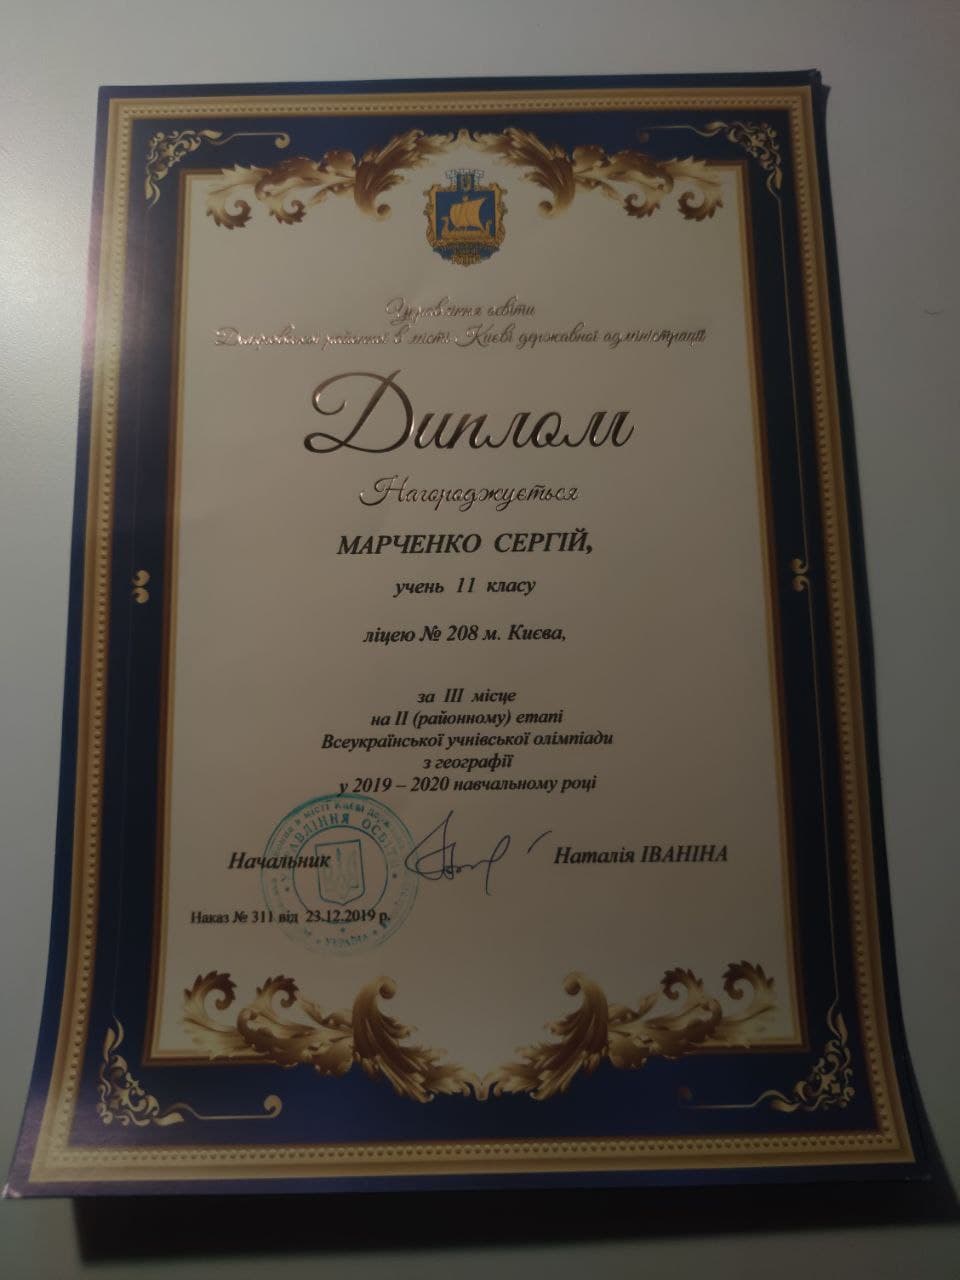 Управління освіти
Дніпровської районної в місті Києві державної адміністрації
Диплом
Нагороджується
МАРЧЕНКО СЕРГІЙ,
учень 11 класу
ліцею № 208 м. Києва,
за III місце
на II (районному) етапі
Всеукраїнської учнівської олімпіади
з географії
у 2019 – 2020 навчальному році
Начальник
Наталія ІВАНІНА
Наказ № 311 від 23.12.2019 р.
УПРАВЛІННЯ ОСВІТИ
УКРАЇНА